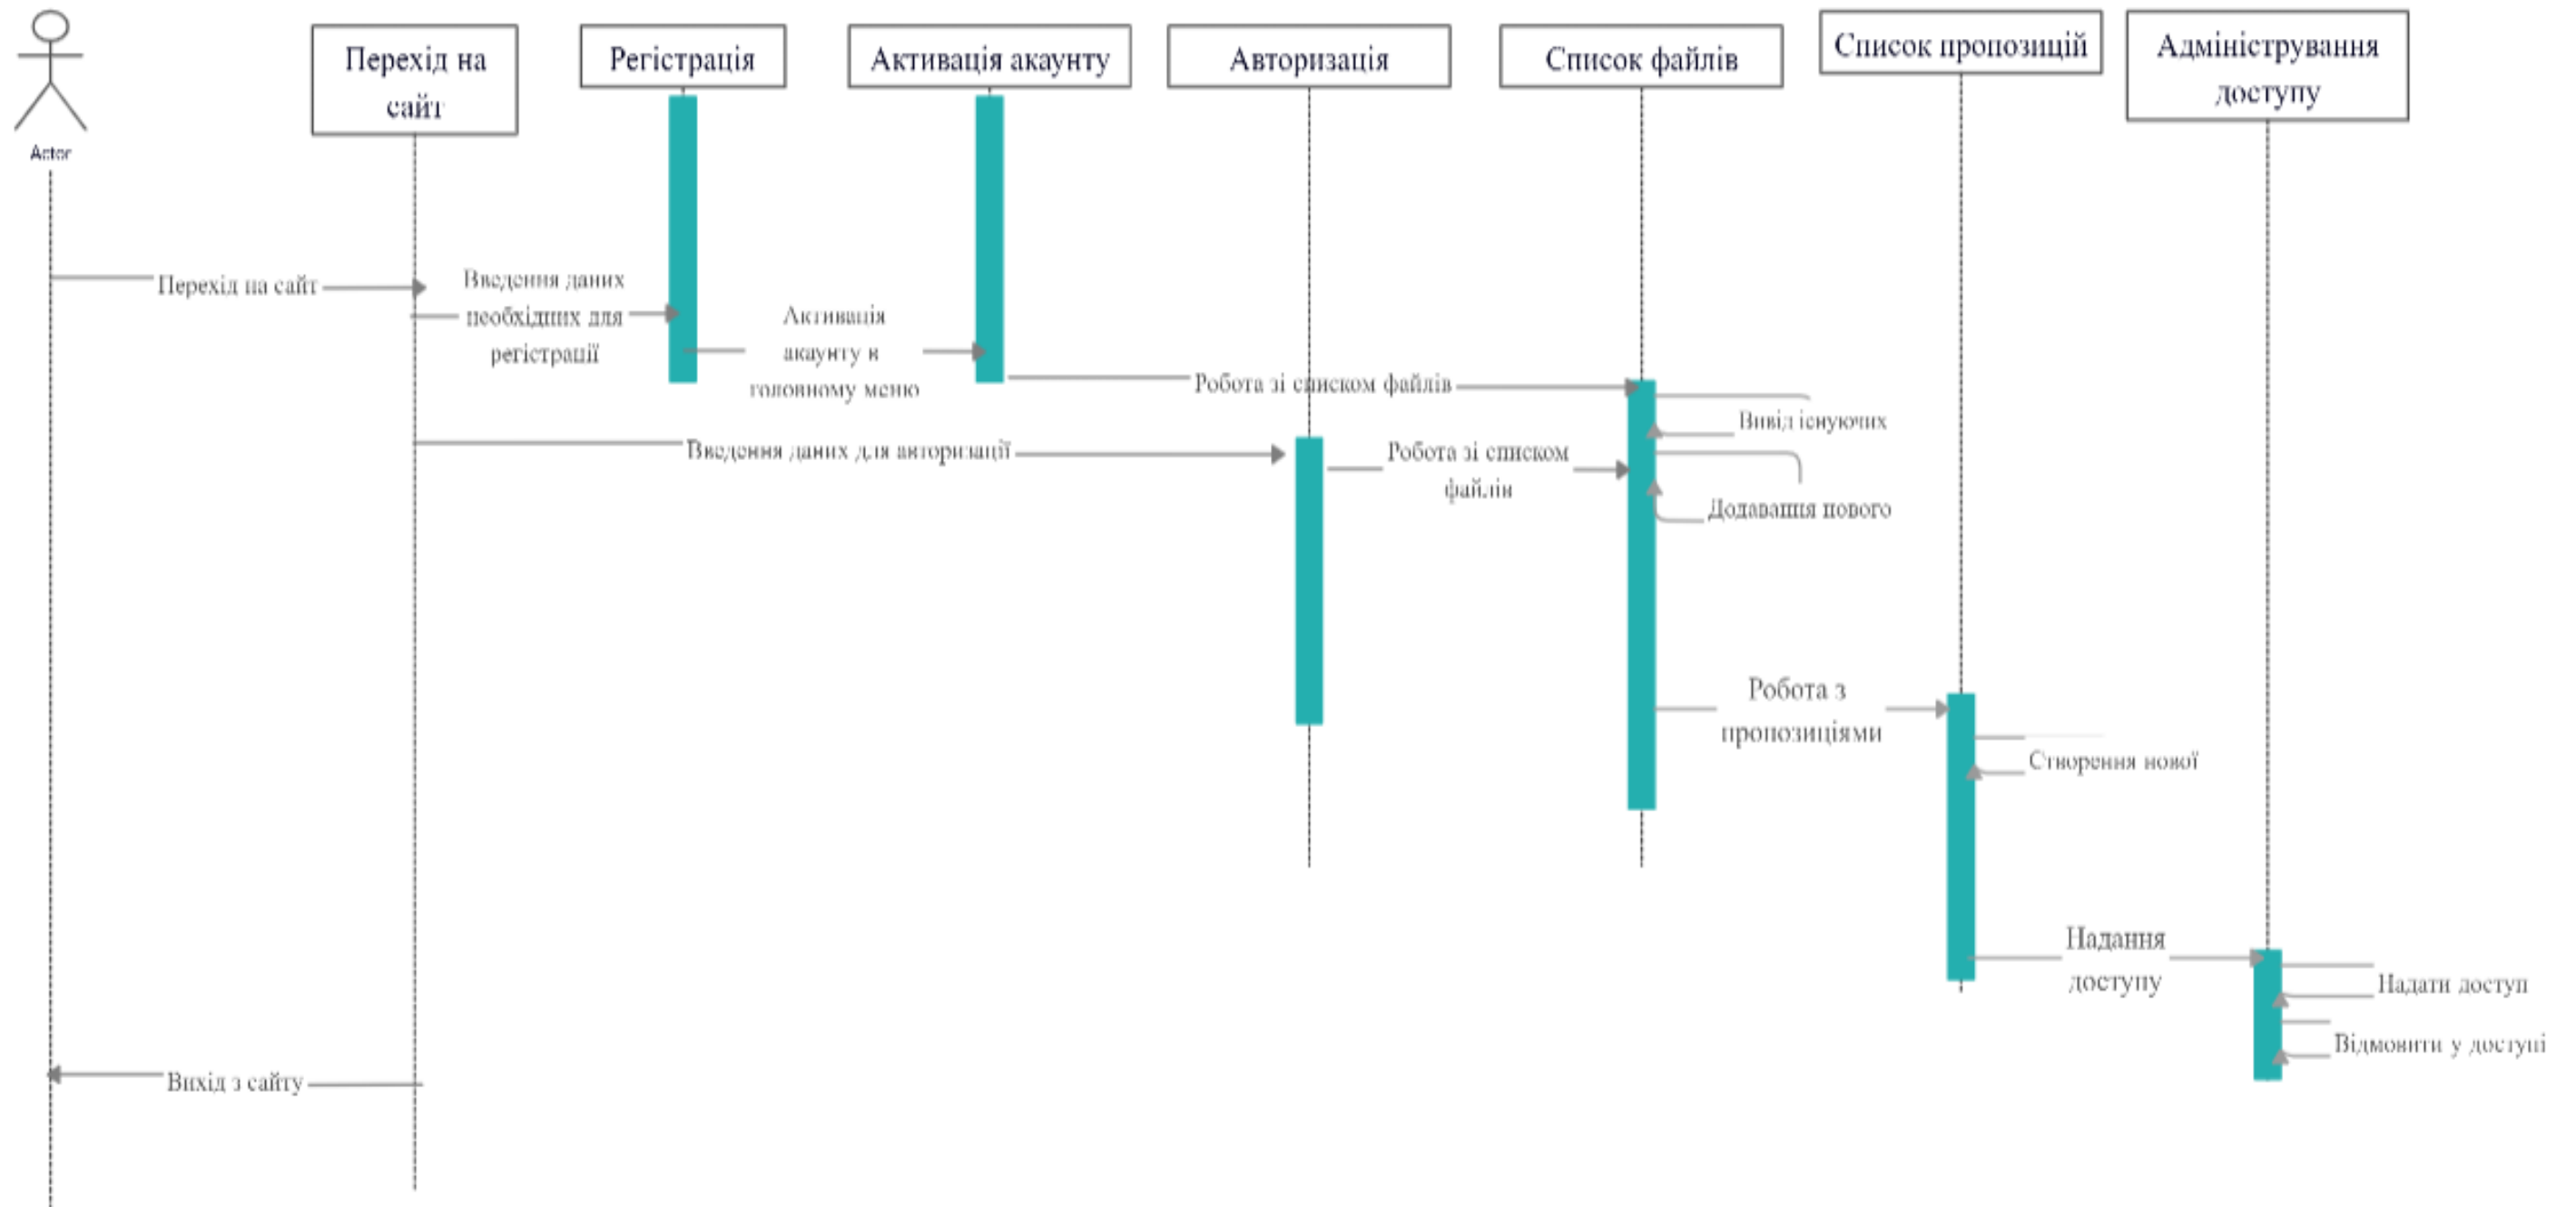 Перехід на
сайт
Регістрація
Активація акаунту
Авторизація
Список файлів
Список пропозицій
Адміністрування
доступу
Actor
Перехід на сайт
Введення даних
необхідних для
регістрації
Активація
акаунту в
головному меню
Робота зі списком файлів
Вивід існуючих
Введення даних для авторизації
Робота зі списком
файлів
Додавання нового
Робота з
пропозиціями
Створення нової
Надання
доступу
Надати доступ
Відмовити у доступі
Вихід з сайту